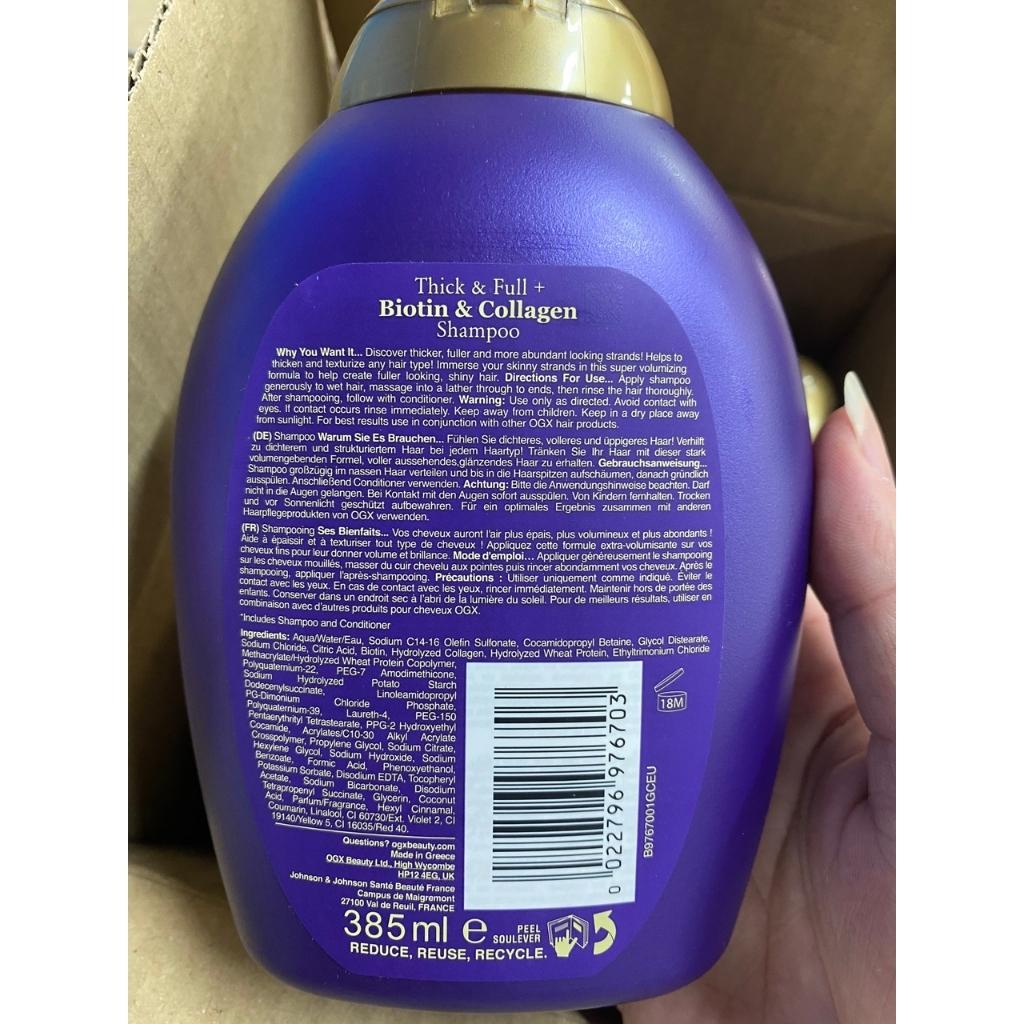 Thick & Full +
Biotin & Collagen
Shampoo
Why You Want It... Discover thicker, fuller and more abundant looking strands! Helps to
thicken and texturize any hair type! Immerse your skinny strands in this super volumizing
formula to help create fuller looking, shiny hair. Directions For Use... Apply shampoo
generously to wet hair, massage into a lather through to ends, then rinse the hair thoroughly.
After shampooing, follow with conditioner. Warning: Use only as directed. Avoid contact with
eyes. If contact occurs rinse immediately. Keep away from children. Keep in a dry place away
from sunlight. For best results use in conjunction with other OGX hair products.
(DE) Shampoo Warum Sie Es Brauchen... Fühlen Sie dichteres, volleres und üppigeres Haar! Verhilft
zu dichterem und strukturiertem Haar bei jedem Haartyp! Tränken Sie Ihr Haar mit dieser stark
volumengebenden Formel, voller aussehendes,glänzendes Haar zu erhalten. Gebrauchsanweisung...
Shampoo großzügig im nassen Haar verteilen und bis in die Haarspitzen aufschäumen, danach gründlich
ausspülen. Anschließend Conditioner verwenden. Achtung: Bitte die Anwendungshinweise beachten. Darf
nicht in die Augen gelangen. Bei Kontakt mit den Augen sofort ausspülen. Von Kindern fernhalten. Trocken
und vor Sonnenlicht geschützt aufbewahren. Für ein optimales Ergebnis zusammen mit anderen
Haarpflegeprodukten von OGX verwenden.
(FR) Shampooing Ses Bienfaits... Vos cheveux auront l'air plus épais, plus volumineux et plus abondants !
Aide à épaissir et à texturiser tout type de cheveux ! Appliquez cette formule extra-volumisante sur vos
cheveux fins pour leur donner volume et brillance. Mode d'emploi... Appliquer généreusement le shampooing
sur les cheveux mouillés, masser du cuir chevelu aux pointes puis rincer abondamment vos cheveux. Après le
shampooing, appliquer l'après-shampooing. Précautions : Utiliser uniquement comme indiqué. Éviter le
contact avec les yeux. En cas de contact avec les yeux, rincer immédiatement. Maintenir hors de portée des
enfants. Conserver dans un endroit sec à l'abri de la lumière du soleil. Pour de meilleurs résultats, utiliser en
combinaison avec d'autres produits pour cheveux OGX.
*Includes Shampoo and Conditioner
Ingredients: Aqua/Water/Eau, Sodium C14-16 Olefin Sulfonate, Cocamidopropyl Betaine, Glycol Distearate,
Sodium Chloride, Citric Acid, Biotin, Hydrolyzed Collagen, Hydrolyzed Wheat Protein, Ethyltrimonium Chloride
Methacrylate/Hydrolyzed Wheat Protein Copolymer,
Polyquaternium-22, PEG-7 Amodimethicone,
Sodium Hydrolyzed Potato Starch
Dodecenylsuccinate, Linoleamidopropyl
PG-Dimonium Chloride Phosphate,
Polyquaternium-39, Laureth-4, PEG-150
Pentaerythrityl Tetrastearate, PPG-2 Hydroxyethyl
Cocamide, Acrylates/C10-30 Alkyl Acrylate
Crosspolymer, Propylene Glycol, Sodium Citrate,
Hexylene Glycol, Sodium Hydroxide, Sodium
Benzoate, Formic Acid, Phenoxyethanol,
Potassium Sorbate, Disodium EDTA, Tocopheryl
Acetate, Sodium Bicarbonate, Disodium
Tetrapropenyl Succinate, Glycerin, Coconut
Acid, Parfum/Fragrance, Hexyl Cinnamal,
Coumarin, Linalool, CI 60730/Ext. Violet 2, CI
19140/Yellow 5, CI 16035/Red 40.
18M
0 022796 976703
B9767001GCEU
Questions? ogxbeauty.com
Made in Greece
OGX Beauty Ltd., High Wycombe
HP12 4EG, UK
Johnson & Johnson Santé Beauté France
Campus de Maigremont
27100 Val de Reuil, FRANCE
385 ml e
PEEL
SOULEVER
REDUCE, REUSE, RECYCLE.